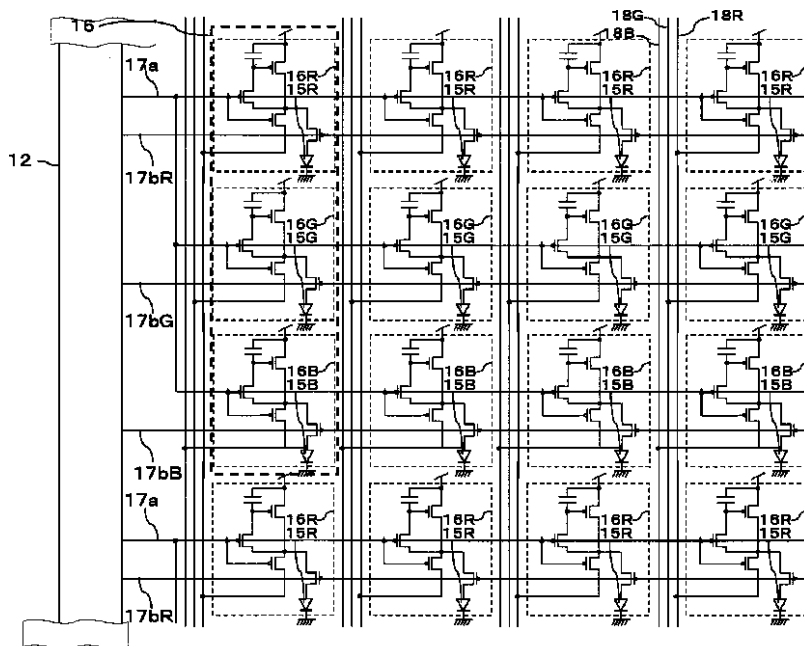 16 18G 18B 18R
17a
16R 16R 16R 16R
15R 15R 15R 15R
12
17bR
16G 16G 16G 16G
15G 15G 15G 15G
17bG
16B 16B 16B 16B
15B 15B 15B 15B
17bB
17a
16R 16R 16R 16R
15R 15R 15R 15R
17bR